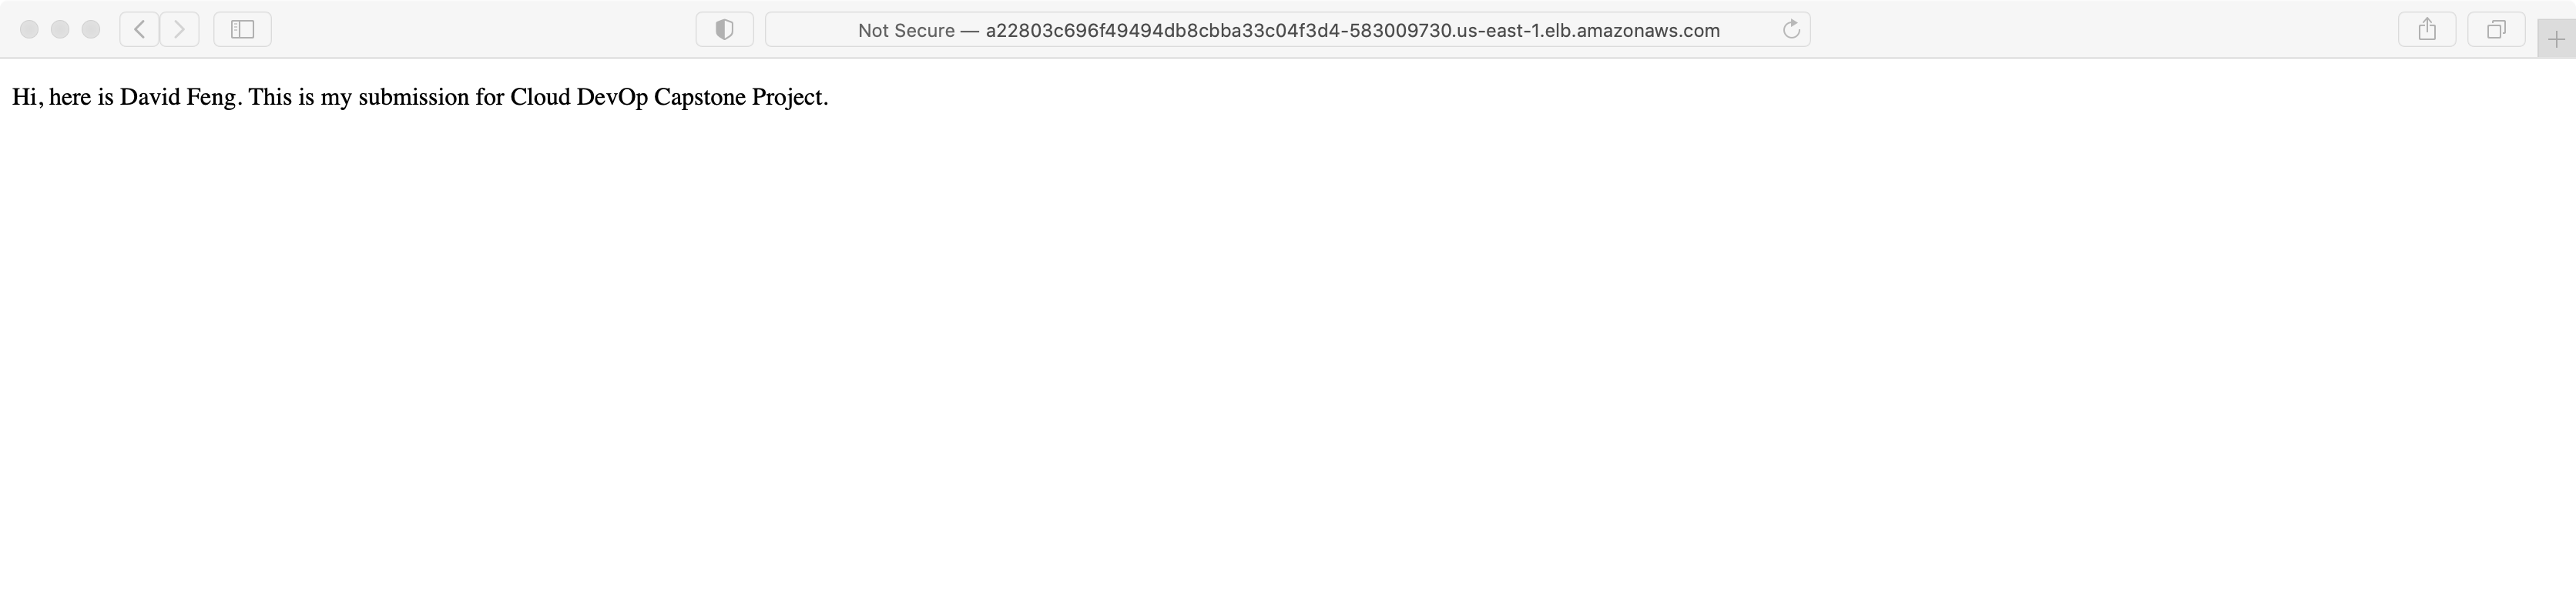 Not Secure — a22803c696f49494db8cbba33c04f3d4-583009730.us-east-1.elb.amazonaws.com
Hi, here is David Feng. This is my submission for Cloud DevOp Capstone Project.